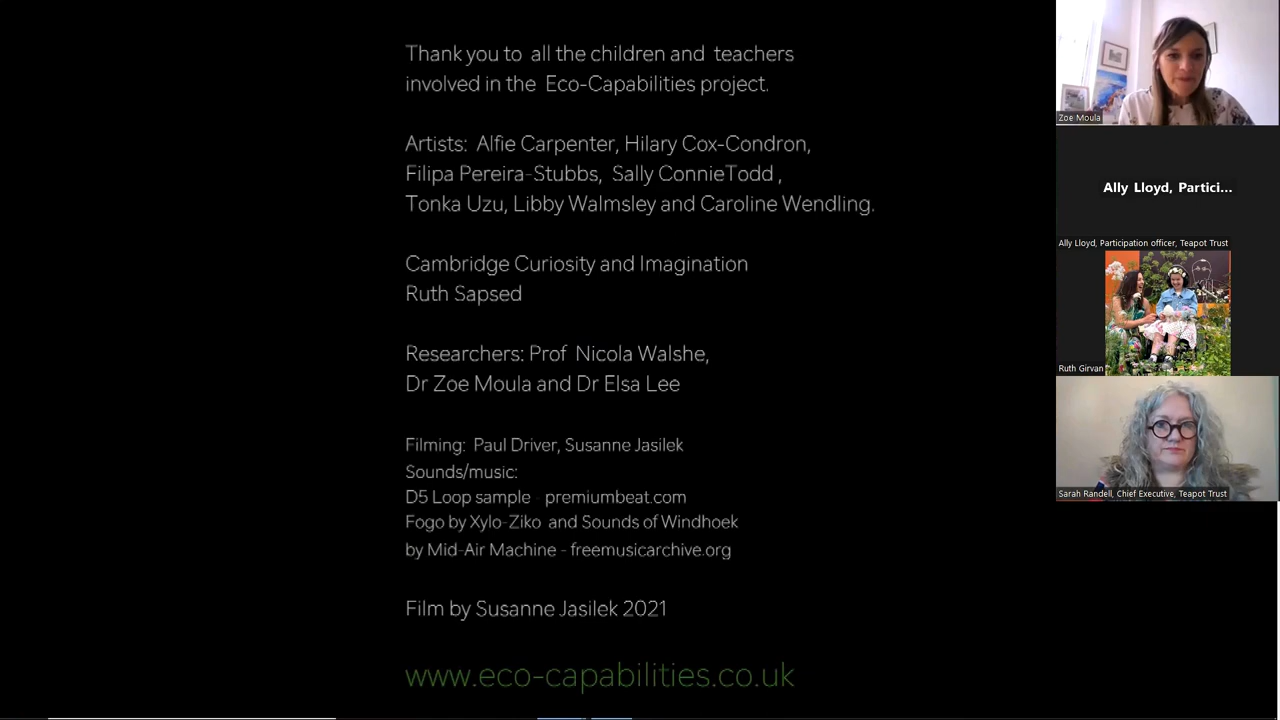 Thank you to all the children and teachers
involved in the Eco-Capabilities project.
Artists: Alfie Carpenter, Hilary Cox-Condron,
Filipa Pereira-Stubbs, Sally ConnieTodd ,
Tonka Uzu, Libby Walmsley and Caroline Wendling.
Cambridge Curiosity and Imagination
Ruth Sapsed
Researchers: Prof Nicola Walshe,
Dr Zoe Moula and Dr Elsa Lee
Filming: Paul Driver, Susanne Jasilek
Sounds/music:
D5 Loop sample - premiumbeat.com
Fogo by Xylo-Ziko and Sounds of Windhoek
by Mid-Air Machine - freemusicarchive.org
Film by Susanne Jasilek 2021
www.eco-capabilities.co.uk
Zoe Moula
Ally Lloyd, Partici...
Ally Lloyd, Participation officer, Teapot Trust
Ruth Girvan
Sarah Randell, Chief Executive, Teapot Trust